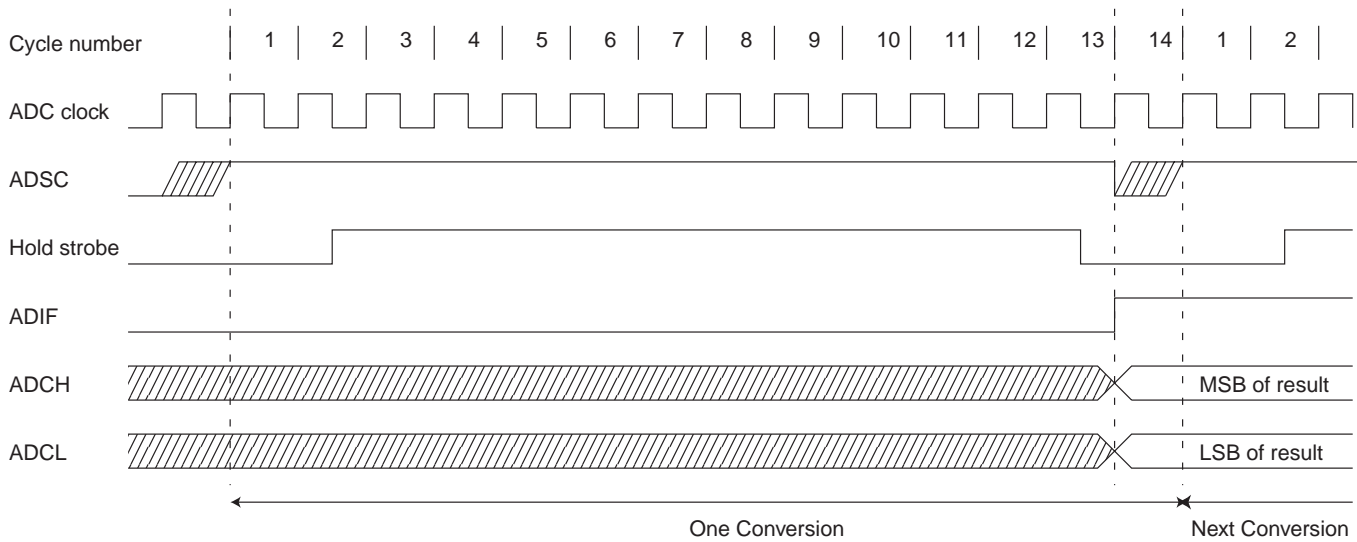 Cycle number 1 2 3 4 5 6 7 8 9 10 11 12 13 14 1 2
ADC clock
ADSC
Hold strobe
ADIF
ADCH MSB of result
ADCL LSB of result
One Conversion Next Conversion